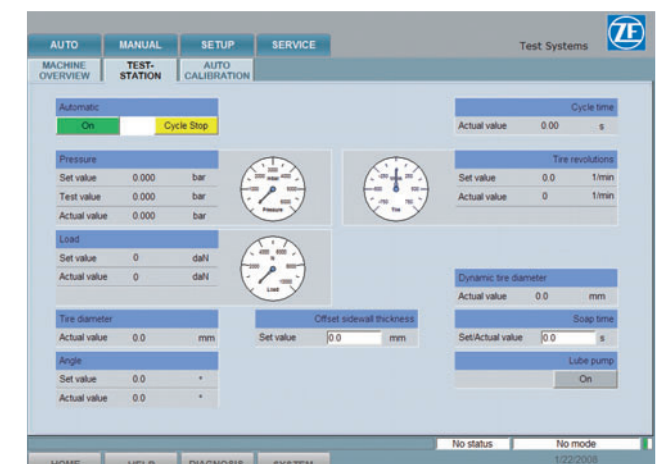 ZF
Test Systems
AUTO MANUAL SETUP SERVICE
MACHINE OVERVIEW TEST-STATION AUTO CALIBRATION
Automatic
On Cycle Stop
Cycle time
Actual value 0.00 s
Pressure
Set value 0.000 bar
Test value 0.000 bar
Actual value 0.000 bar
Pressure
Tire
Tire revolutions
Set value 0.0 1/min
Actual value 0 1/min
Load
Set value 0 daN
Actual value 0 daN
N
Load
Dynamic tire diameter
Actual value 0.0 mm
Tire diameter
Actual value 0.0 mm
Offset sidewall thickness
Set value 0.0 mm
Soap time
Set/Actual value 0.0 s
Angle
Set value 0.0 °
Actual value 0.0 °
Lube pump
On
No status No mode
HOME HELP DIAGNOSIS SYSTEM 1/22/2008